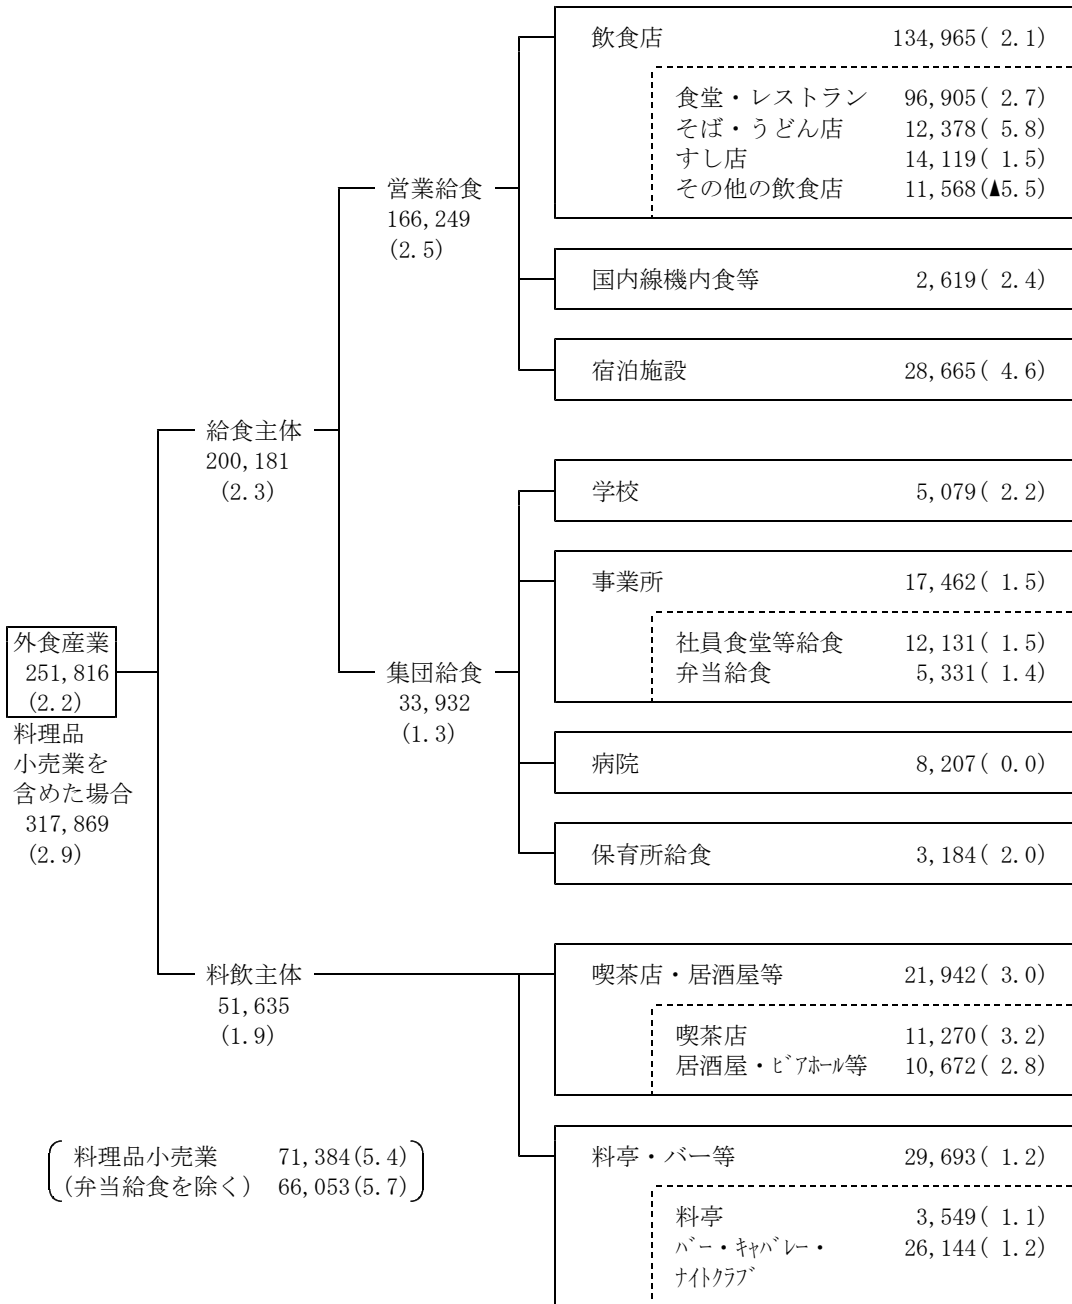 飲食店 134,965( 2.1)
食堂・レストラン 96,905( 2.7)
そば・うどん店 12,378( 5.8)
すし店 14,119( 1.5)
その他の飲食店 11,568(▲5.5)
営業給食
166,249
(2.5)
国内線機内食等 2,619( 2.4)
宿泊施設 28,665( 4.6)
給食主体
200,181
(2.3)
学校 5,079( 2.2)
事業所 17,462( 1.5)
社員食堂等給食 12,131( 1.5)
弁当給食 5,331( 1.4)
外食産業
251,816
(2.2)
料理品
小売業を
含めた場合
317,869
(2.9)
集団給食
33,932
(1.3)
病院 8,207( 0.0)
保育所給食 3,184( 2.0)
料飲主体
51,635
(1.9)
喫茶店・居酒屋等 21,942( 3.0)
喫茶店 11,270( 3.2)
居酒屋・ビアホール等 10,672( 2.8)
料理品小売業 71,384(5.4)
(弁当給食を除く) 66,053(5.7)
料亭・バー等 29,693( 1.2)
料亭 3,549( 1.1)
バー・キャバレー・ 26,144( 1.2)
ナイトクラブ